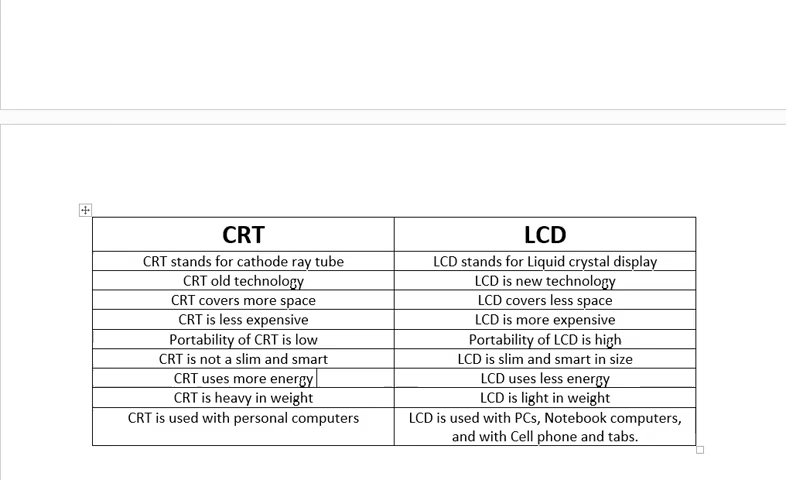 CRT LCD
CRT stands for cathode ray tube LCD stands for Liquid crystal display
CRT old technology LCD is new technology
CRT covers more space LCD covers less space
CRT is less expensive LCD is more expensive
Portability of CRT is low Portability of LCD is high
CRT is not a slim and smart LCD is slim and smart in size
CRT uses more energy LCD uses less energy
CRT is heavy in weight LCD is light in weight
CRT is used with personal computers LCD is used with PCs, Notebook computers,
and with Cell phone and tabs.